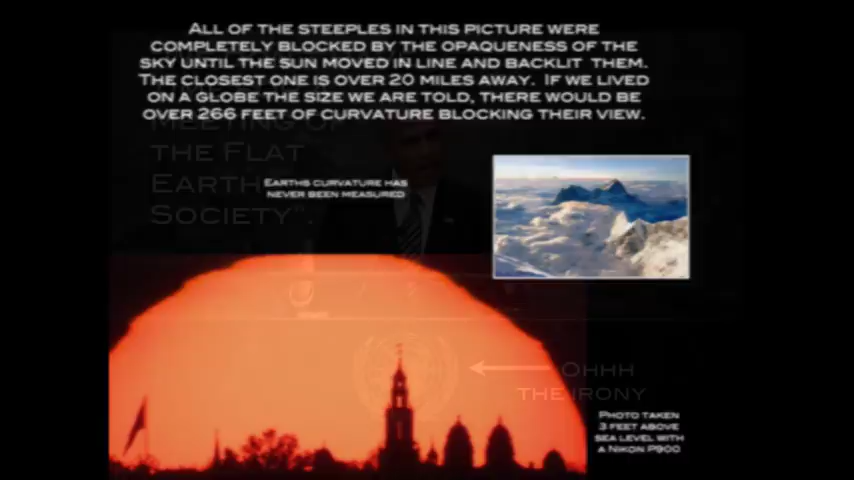 ALL OF THE STEEPLES IN THIS PICTURE WERE
COMPLETELY BLOCKED BY THE OPAQUENESS OF THE
SKY UNTIL THE SUN MOVED IN LINE AND BACKLIT THEM.
THE CLOSEST ONE IS OVER 20 MILES AWAY. IF WE LIVED
ON A GLOBE THE SIZE WE ARE TOLD, THERE WOULD BE
OVER 266 FEET OF CURVATURE BLOCKING THEIR VIEW.
MEETING OF
THE FLAT
EARTH
SOCIETY".
EARTHS CURVATURE HAS
NEVER BEEN MEASURED
OHHH
THE IRONY
PHOTO TAKEN
3 FEET ABOVE
SEA LEVEL WITH
A NIKON P900